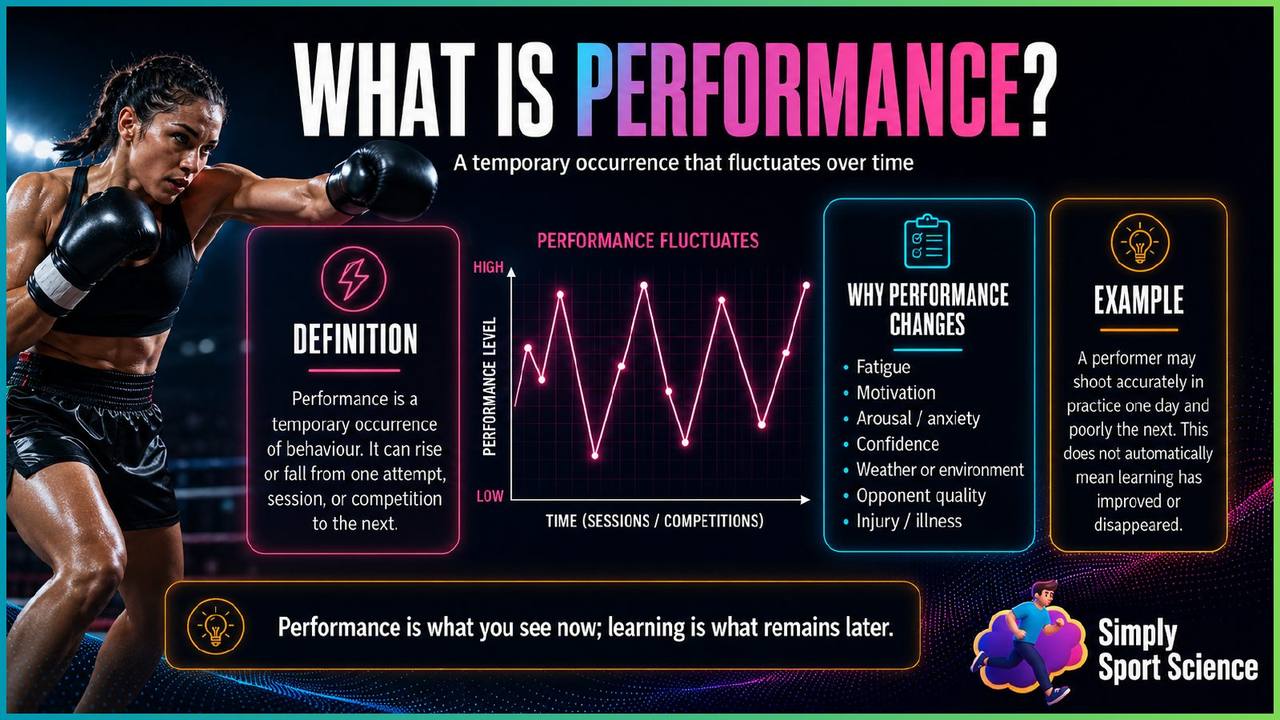 WHAT IS PERFORMANCE?
A temporary occurrence that fluctuates over time
DEFINITION
Performance is a
temporary occurrence
of behaviour. It can rise
or fall from one attempt,
session, or competition
to the next.
PERFORMANCE FLUCTUATES
HIGH
PERFORMANCE LEVEL
LOW
TIME (SESSIONS / COMPETITIONS)
WHY PERFORMANCE
CHANGES
• Fatigue
• Motivation
• Arousal / anxiety
• Confidence
• Weather or environment
• Opponent quality
• Injury / illness
EXAMPLE
A performer may
shoot accurately in
practice one day and
poorly the next. This
does not automatically
mean learning has
improved or
disappeared.
Performance is what you see now; learning is what remains later.
Simply
Sport Science